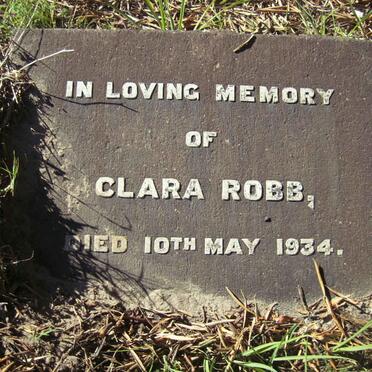 IN LOVING MEMORY
OF
CLARA ROBB,
DIED 10TH MAY 1934.